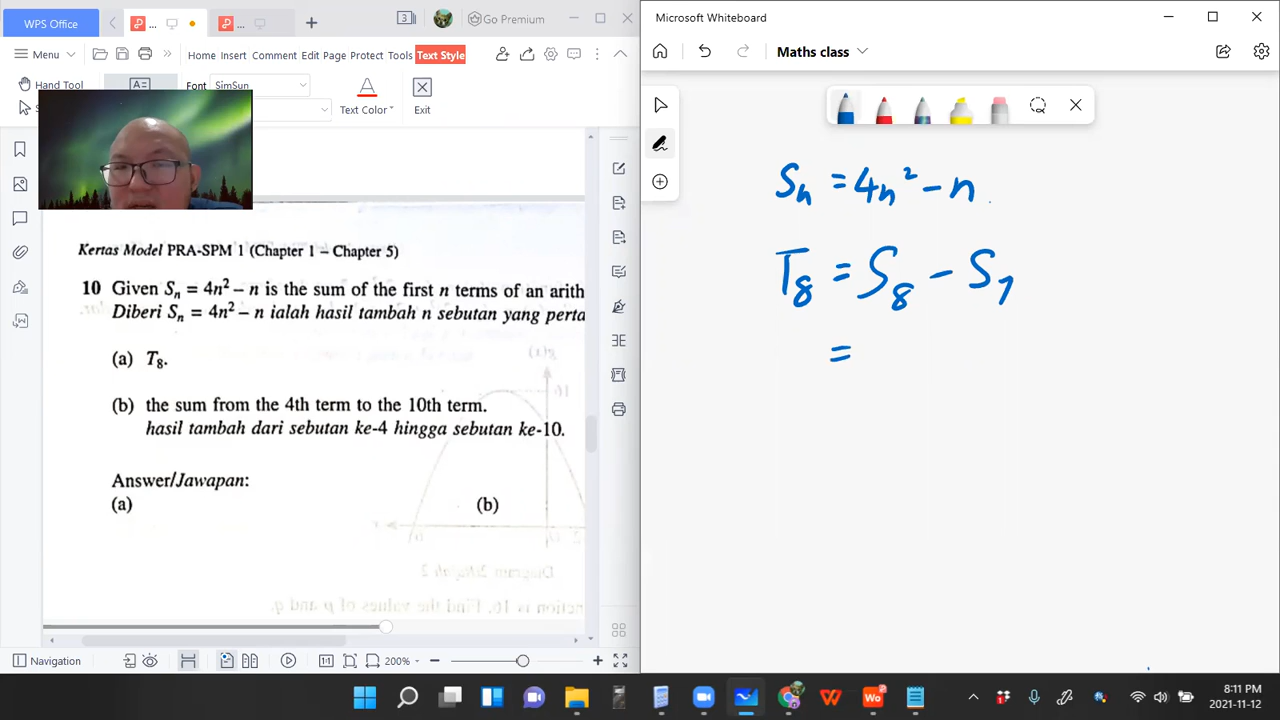 WPS Office
...
...
3
Go Premium
Menu
Home Insert Comment Edit Page Protect Tools Text Style
Hand Tool
Font SimSun
Text Color
Exit
Kertas Model PRA-SPM 1 (Chapter 1 – Chapter 5)
10 Given Sn = 4n² – n is the sum of the first n terms of an arith
Diberi Sn = 4n² – n ialah hasil tambah n sebutan yang perta
(a) T₈.
(b) the sum from the 4th term to the 10th term.
hasil tambah dari sebutan ke-4 hingga sebutan ke-10.
Answer/Jawapan:
(a) (b)
Navigation
1:1
200%
Microsoft Whiteboard
Maths class
Sn = 4n² – n
T₈ = S₈ – S₇
=
8:11 PM
2021-11-12